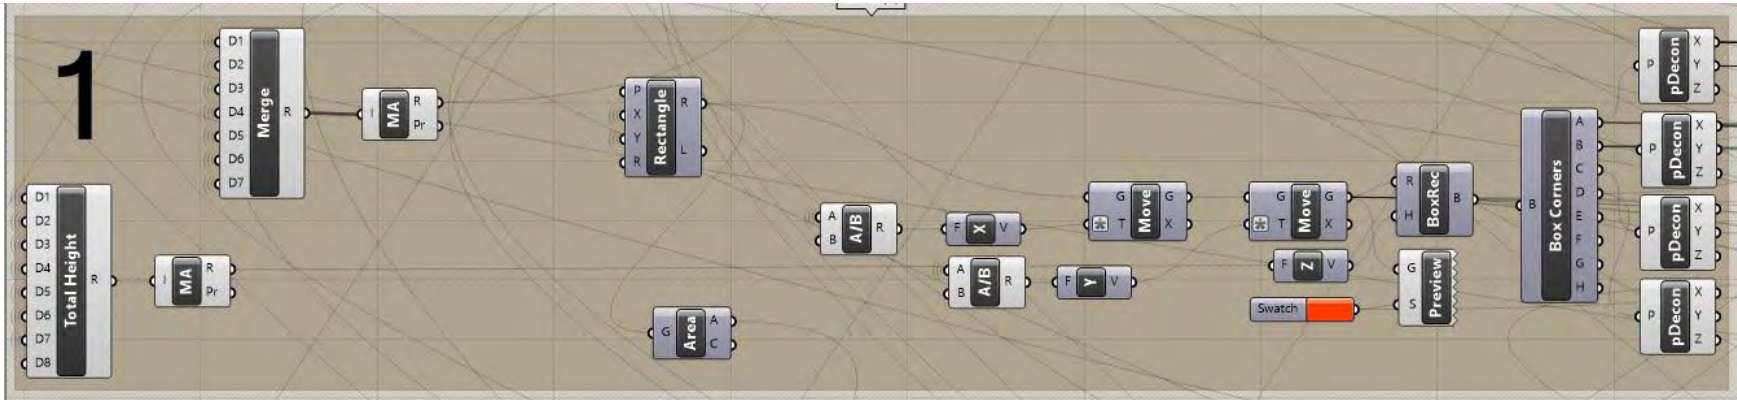 1
D1
D2
D3
D4
D5
D6
D7
Merge
R
D1
D2
D3
D4
D5
D6
D7
D8
Total Height
R
I
MA
R
Pr
I
MA
R
Pr
P
X
Y
R
Rectangle
R
L
G
Area
A
C
A
B
A/B
R
F
X
V
A
B
A/B
R
F
Y
V
G
T
Move
G
X
G
T
Move
G
X
F
Z
V
Swatch
R
H
BoxRec
B
G
S
Preview
B
Box Corners
A
B
C
D
E
F
G
H
P
pDecon
X
Y
Z
P
pDecon
X
Y
Z
P
pDecon
X
Y
Z
P
pDecon
X
Y
Z